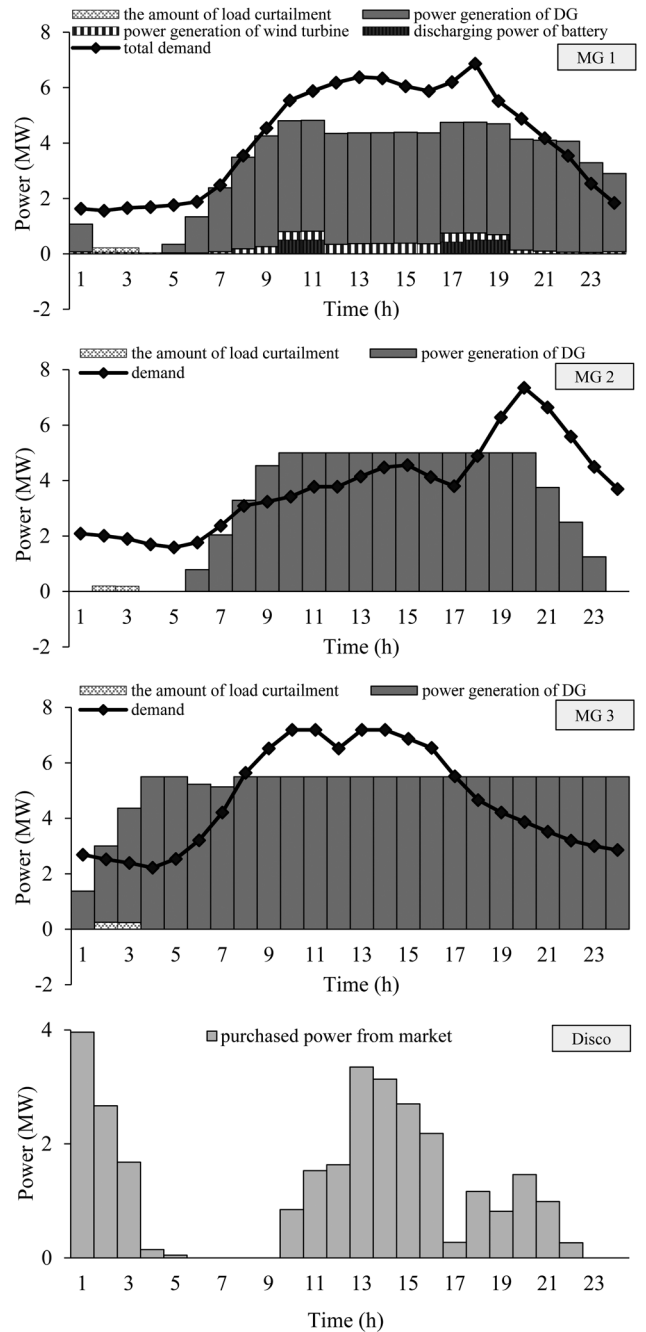 the amount of load curtailment power generation of DG
power generation of wind turbine discharging power of battery
total demand
MG 1
8
6
4
2
0
-2
Power (MW)
1 3 5 7 9 11 13 15 17 19 21 23
Time (h)
the amount of load curtailment power generation of DG
demand
MG 2
8
6
4
2
0
-2
Power (MW)
1 3 5 7 9 11 13 15 17 19 21 23
Time (h)
the amount of load curtailment power generation of DG
demand
MG 3
8
6
4
2
0
-2
Power (MW)
1 3 5 7 9 11 13 15 17 19 21 23
Time (h)
purchased power from market
Disco
4
2
0
Power (MW)
1 3 5 7 9 11 13 15 17 19 21 23
Time (h)